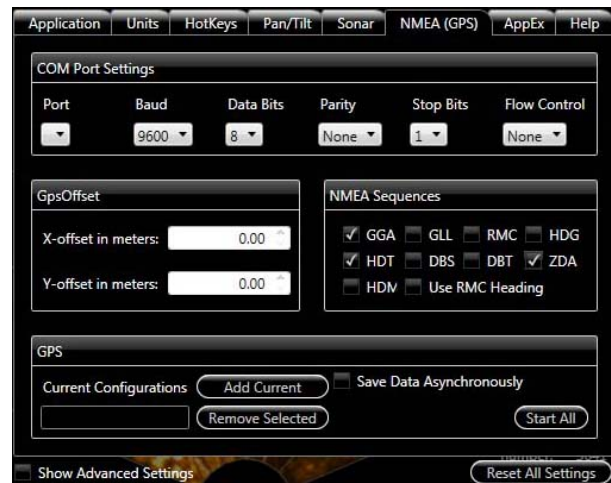 Application Units HotKeys Pan/Tilt Sonar NMEA (GPS) AppEx Help
COM Port Settings
Port Baud Data Bits Parity Stop Bits Flow Control
9600 8 None 1 None
GpsOffset
X-offset in meters: 0.00
Y-offset in meters: 0.00
NMEA Sequences
GGA GLL RMC HDG
HDT DBS DBT ZDA
HDM Use RMC Heading
GPS
Current Configurations Add Current Save Data Asynchronously
Remove Selected Start All
Show Advanced Settings Reset All Settings